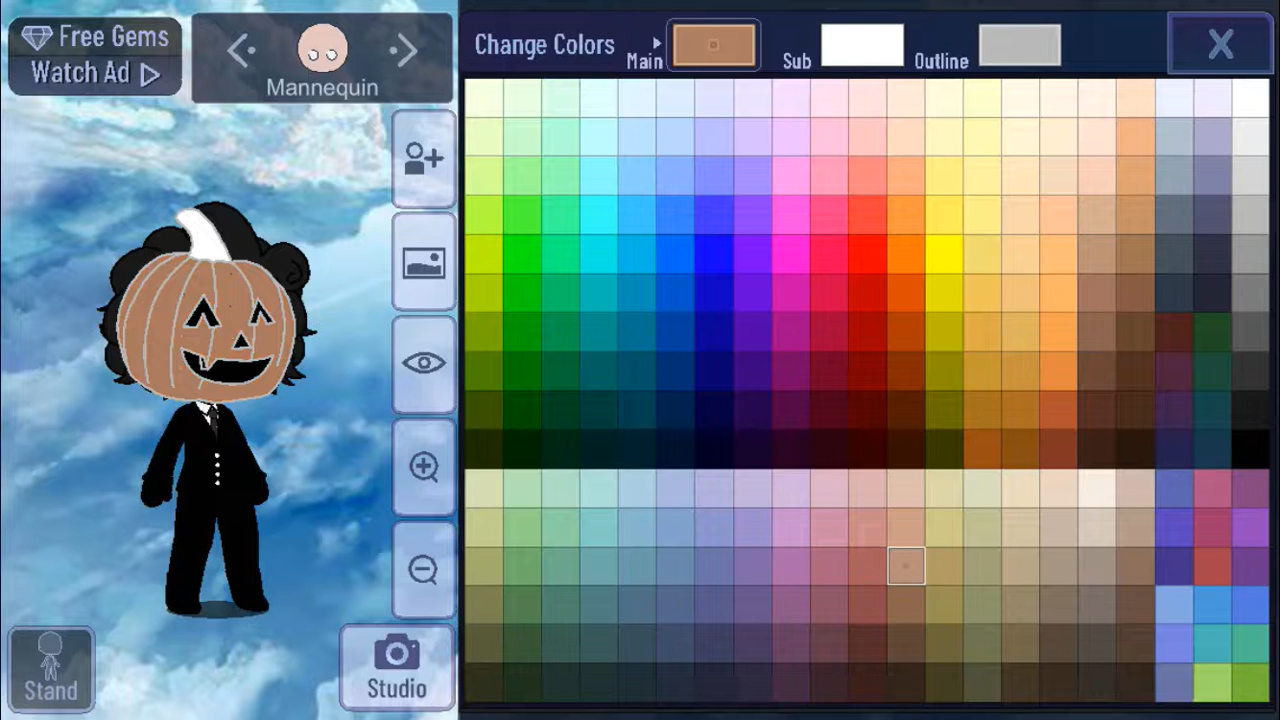 Free Gems
Watch Ad
Mannequin
Change Colors
Main
Sub
Outline
X
Stand
Studio